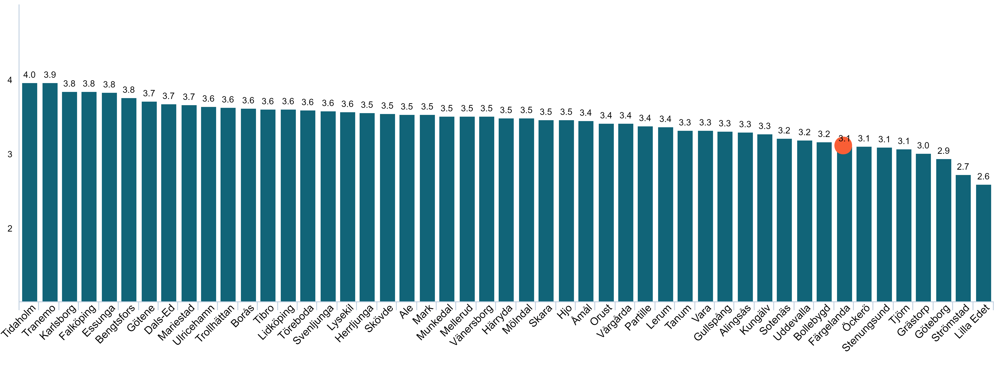 4.0 3.9 3.8 3.8 3.8 3.8 3.7 3.7 3.7 3.6 3.6 3.6 3.6 3.6 3.6 3.6 3.6 3.5 3.5 3.5 3.5 3.5 3.5 3.5 3.5 3.5 3.5 3.5 3.4 3.4 3.4 3.4 3.4 3.3 3.3 3.3 3.3 3.3 3.2 3.2 3.2 3.1 3.1 3.1 3.1 3.0 2.9 2.7 2.6
4
3
2
Tidaholm
Tranemo
Karlsborg
Falköping
Essunga
Bengtsfors
Götene
Dals-Ed
Mariestad
Ulricehamn
Trollhättan
Borås
Tibro
Lidköping
Töreboda
Svenljunga
Lysekil
Herrljunga
Skövde
Ale
Mark
Munkedal
Mellerud
Vänersborg
Härryda
Mölndal
Skara
Hjo
Åmål
Orust
Vårgårda
Partille
Lerum
Tanum
Vara
Gullspång
Alingsås
Kungälv
Sotenäs
Uddevalla
Bollebygd
Färgelanda
Öckerö
Stenungsund
Tjörn
Grästorp
Göteborg
Strömstad
Lilla Edet